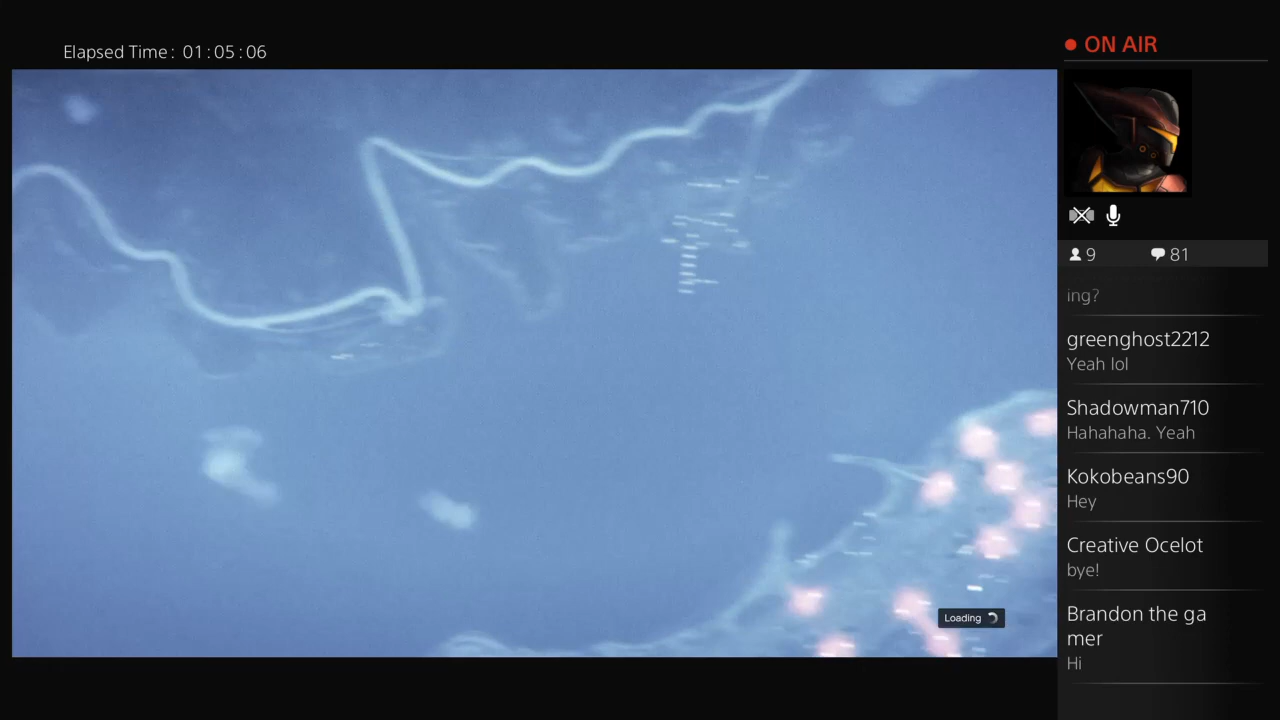 Elapsed Time: 01:05:06
ON AIR
9 81
ing?
greenghost2212
Yeah lol
Shadowman710
Hahahaha. Yeah
Kokobeans90
Hey
Creative Ocelot
bye!
Brandon the ga
mer
Hi
Loading